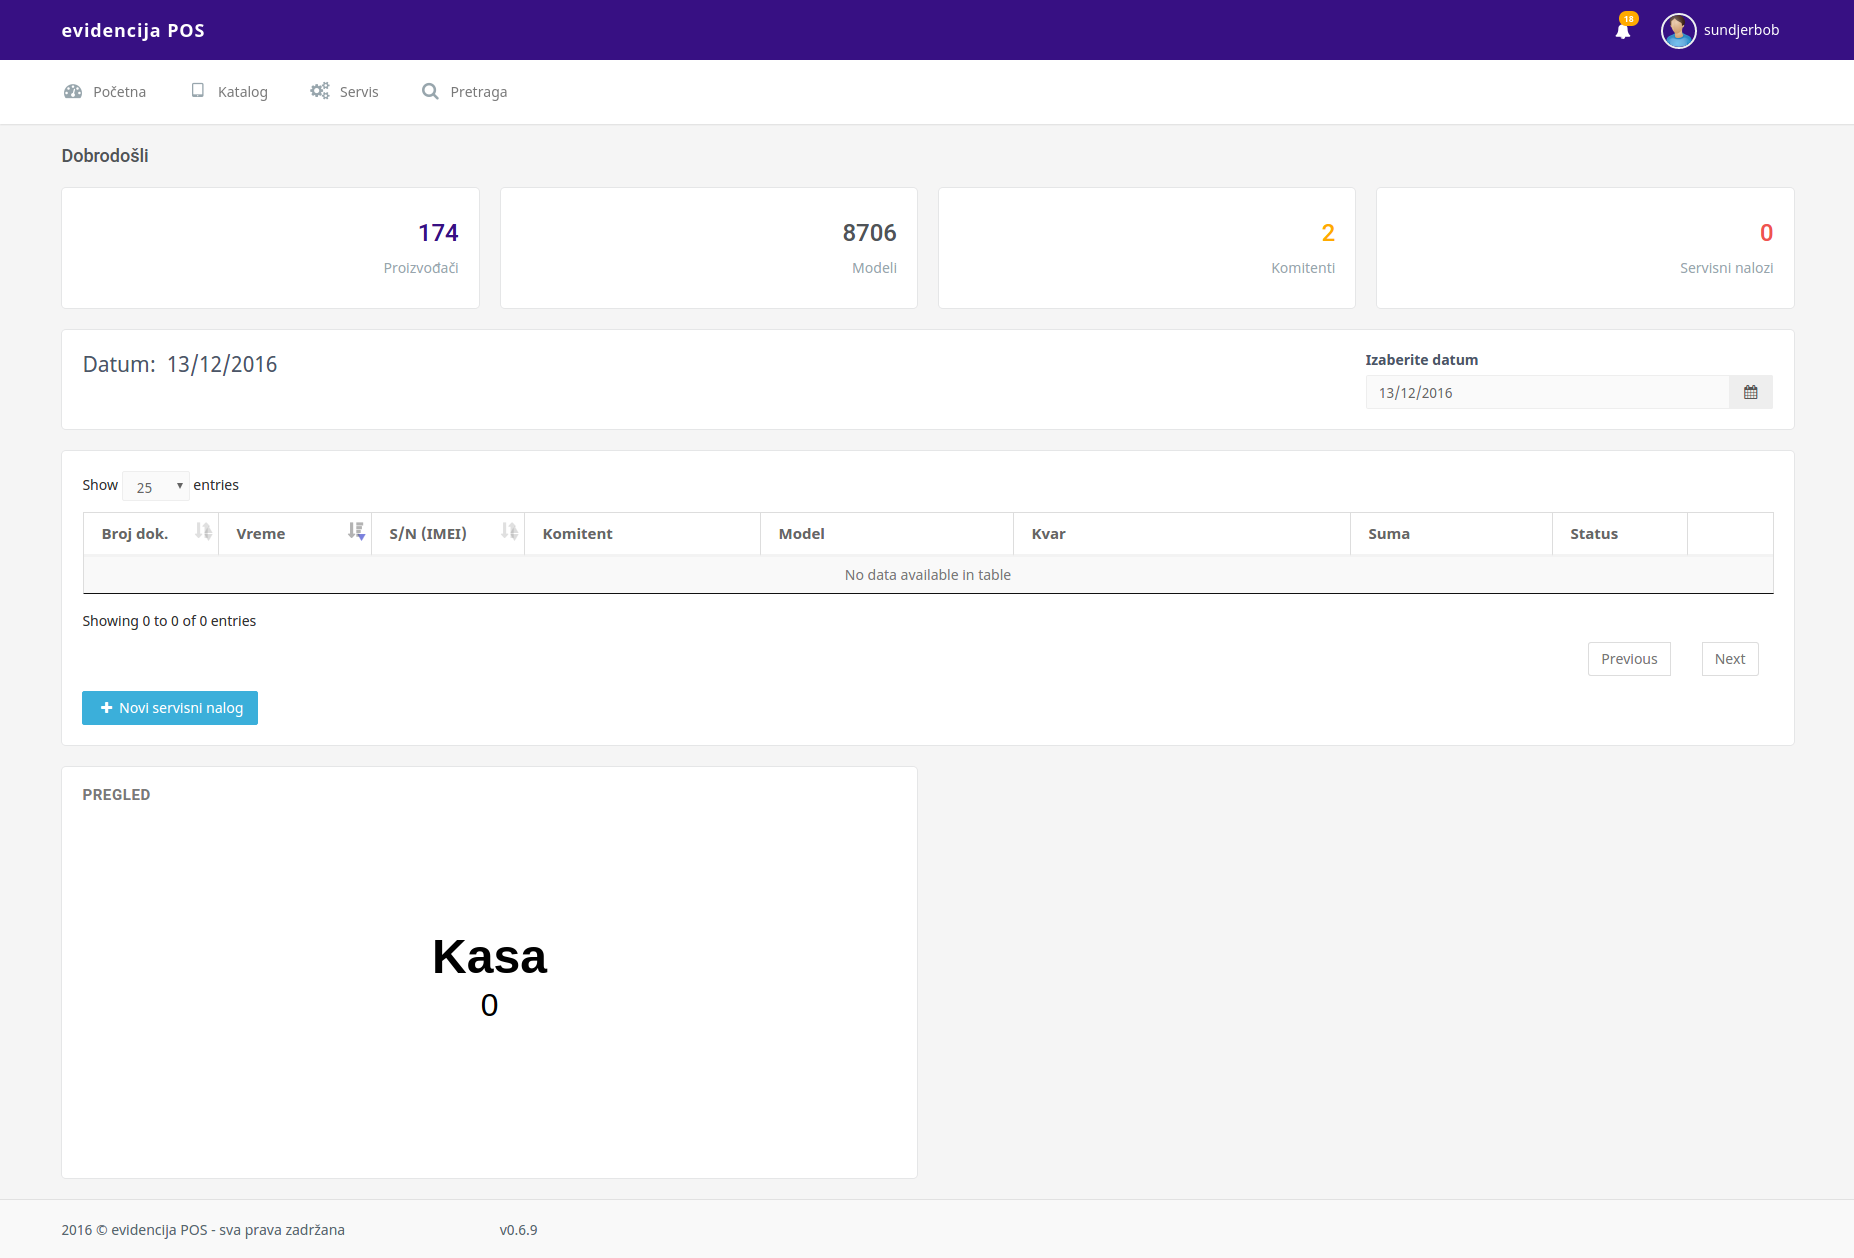 evidencija POS
18
sundjerbob
Početna
Katalog
Servis
Pretraga
Dobrodošli
174
Proizvođači
8706
Modeli
2
Komitenti
0
Servisni nalozi
Datum: 13/12/2016
Izaberite datum
13/12/2016
Show 25 entries
Broj dok. Vreme S/N (IMEI) Komitent Model Kvar Suma Status
No data available in table
Showing 0 to 0 of 0 entries
Previous Next
Novi servisni nalog
PREGLED
Kasa
0
2016 © evidencija POS - sva prava zadržana v0.6.9